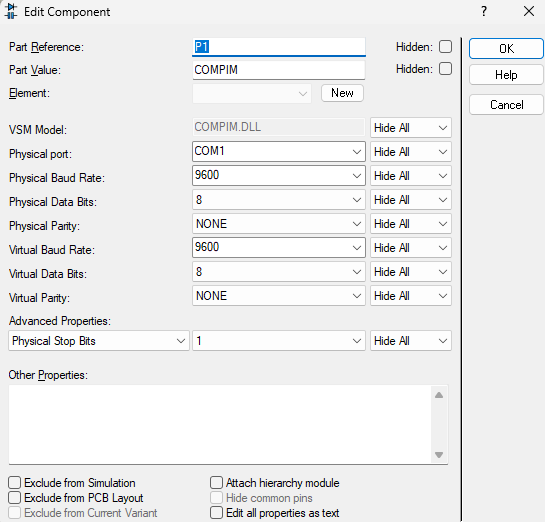 Edit Component ? ×
Part Reference: P1 Hidden: OK
Part Value: COMPIM Hidden: Help
Element: New Cancel
VSM Model: COMPIM.DLL Hide All
Physical port: COM1 Hide All
Physical Baud Rate: 9600 Hide All
Physical Data Bits: 8 Hide All
Physical Parity: NONE Hide All
Virtual Baud Rate: 9600 Hide All
Virtual Data Bits: 8 Hide All
Virtual Parity: NONE Hide All
Advanced Properties:
Physical Stop Bits 1 Hide All
Other Properties:
Exclude from Simulation Attach hierarchy module
Exclude from PCB Layout Hide common pins
Exclude from Current Variant Edit all properties as text